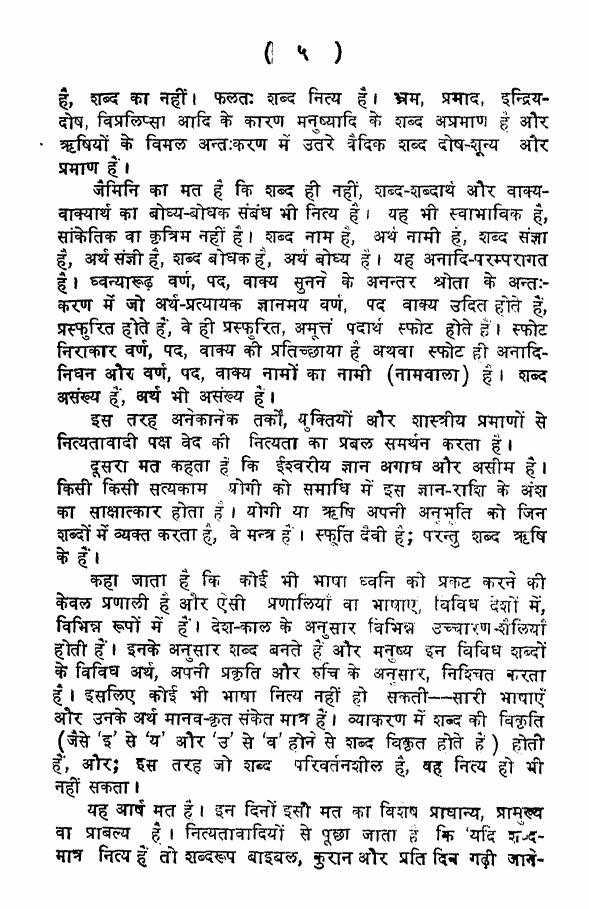 ( ५ )
है, शब्द का नहीं। फलतः शब्द नित्य है। भ्रम, प्रमाद, इन्द्रिय-
दोष, विप्रलिप्सा आदि के कारण मनुष्यादि के शब्द अप्रमाण हैं और
ऋषियों के विमल अन्तःकरण में उतरे वैदिक शब्द दोष-शून्य और
प्रमाण हैं।
जैमिनि का मत है कि शब्द ही नहीं, शब्द-शब्दार्थ और वाक्य-
वाक्यार्थ का बोध्य-बोधक संबंध भी नित्य है। यह भी स्वाभाविक है,
सांकेतिक वा कृत्रिम नहीं है। शब्द नाम है, अर्थ नामी है, शब्द संज्ञा
है, अर्थ संज्ञी है, शब्द बोधक है, अर्थ बोध्य है। यह अनादि-परम्परागत
है। ध्वन्यारूढ़ वर्ण, पद, वाक्य सुनने के अनन्तर श्रोता के अन्तः-
करण में जो अर्थ-प्रत्यायक ज्ञानमय वर्ण, पद वाक्य उदित होते हैं,
प्रस्फुरित होते हैं, वे ही प्रस्फुरित, अमूर्त्त पदार्थ स्फोट होते हैं। स्फोट
निराकार वर्ण, पद, वाक्य की प्रतिच्छाया है अथवा स्फोट ही अनादि-
निधन और वर्ण, पद, वाक्य नामों का नामी (नामवाला) है। शब्द
असंख्य हैं, अर्थ भी असंख्य हैं।
इस तरह अनेकानेक तर्कों, युक्तियों और शास्त्रीय प्रमाणों से
नित्यतावादी पक्ष वेद की नित्यता का प्रबल समर्थन करता है।
दूसरा मत कहता है कि ईश्वरीय ज्ञान अगाध और असीम है।
किसी किसी सत्यकाम योगी को समाधि में इस ज्ञान-राशि के अंश
का साक्षात्कार होता है। योगी या ऋषि अपनी अनुभूति को जिन
शब्दों में व्यक्त करता है, वे मन्त्र हैं। स्फूर्ति दैवी है; परन्तु शब्द ऋषि
के हैं।
कहा जाता है कि कोई भी भाषा ध्वनि को प्रकट करने की
केवल प्रणाली है और ऐसी प्रणालियाँ वा भाषाएँ विविध देशों में,
विभिन्न रूपों में हैं। देश-काल के अनुसार विभिन्न उच्चारण-शैलियाँ
होती हैं। इनके अनुसार शब्द बनते हैं और मनुष्य इन विविध शब्दों
के विविध अर्थ, अपनी प्रकृति और रुचि के अनुसार, निश्चित करता
है। इसलिए कोई भी भाषा नित्य नहीं हो सकती—सारी भाषाएँ
और उनके अर्थ मानव-कृत संकेत मात्र हैं। व्याकरण में शब्द की विकृति
(जैसे 'इ' से 'य' और 'उ' से 'व' होने से शब्द विकृत होते हैं) होती
है, और; इस तरह जो शब्द परिवर्तनशील है, वह नित्य हो भी
नहीं सकता।
यह आर्ष मत है। इन दिनों इसी मत का विशेष प्राधान्य, प्रामुख्य
वा प्राबल्य है। नित्यतावादियों से पूछा जाता है कि 'यदि शब्द-
मात्र नित्य हैं तो शब्दरूप बाइबल, कुरान और प्रति दिन गढ़ी जाने-